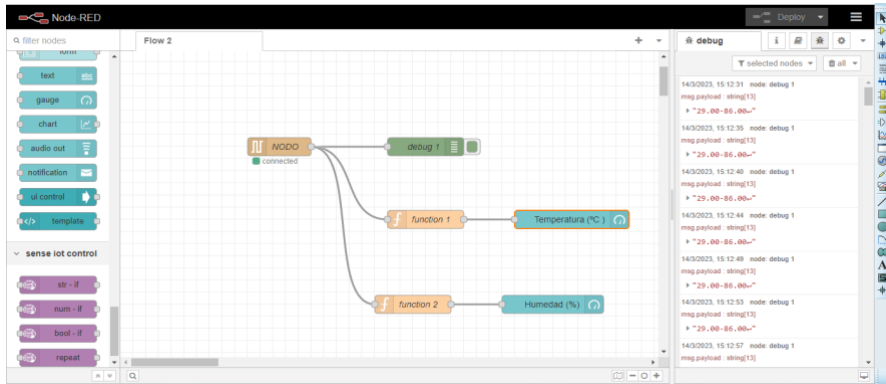 Node-RED
Deploy
filter nodes
form
text
abc
gauge
chart
audio out
notification
ui control
</> template
sense iot control
str - if
num - if
bool - if
repeat
Flow 2
NODO
connected
debug 1
function 1
Temperatura (ºC )
function 2
Humedad (%)
debug
i
selected nodes
all
14/3/2023, 15:12:31 node: debug 1
msg.payload : string[13]
"29.00-86.00↵"
14/3/2023, 15:12:35 node: debug 1
msg.payload : string[13]
"29.00-86.00↵"
14/3/2023, 15:12:40 node: debug 1
msg.payload : string[13]
"29.00-86.00↵"
14/3/2023, 15:12:44 node: debug 1
msg.payload : string[13]
"29.00-86.00↵"
14/3/2023, 15:12:49 node: debug 1
msg.payload : string[13]
"29.00-86.00↵"
14/3/2023, 15:12:53 node: debug 1
msg.payload : string[13]
"29.00-86.00↵"
14/3/2023, 15:12:57 node: debug 1
msg.payload : string[13]
A